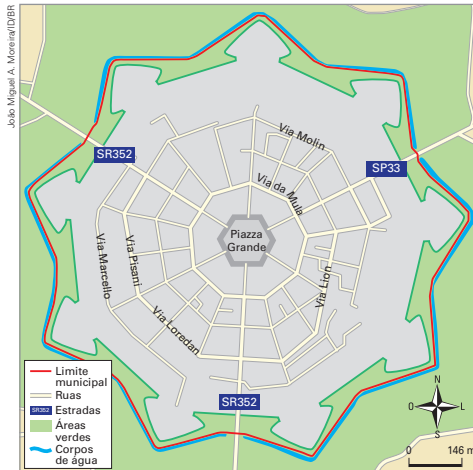 João Miguel A. Moreira/ID/BR
SR352
SP33
Via Molin
Via da Mula
Piazza
Grande
Via Marcello
Via Pisani
Via Loredan
Via Lion
SR352
Limite
municipal
Ruas
SR352 Estradas
Áreas
verdes
Corpos
de água
N
O L
S
0 146 m